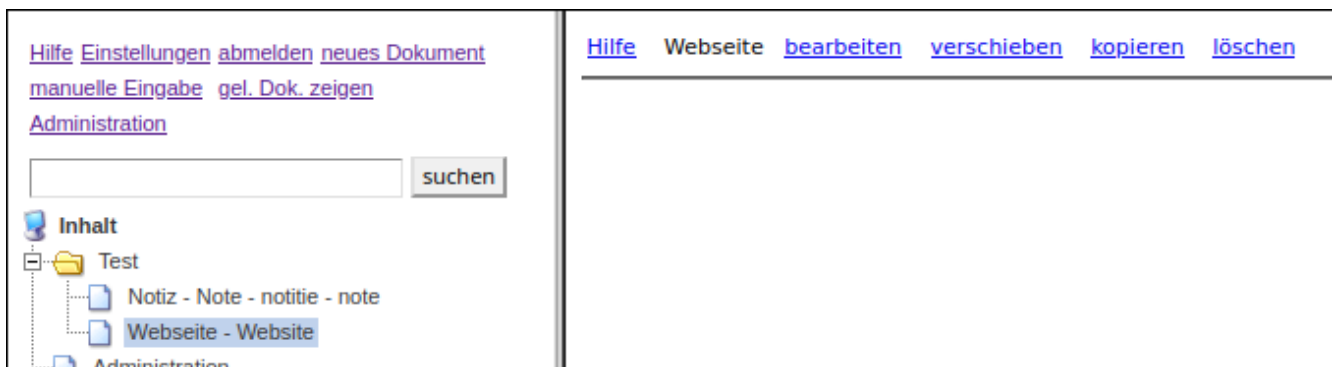 Hilfe Einstellungen abmelden neues Dokument
manuelle Eingabe gel. Dok. zeigen
Administration
suchen
Inhalt
Test
Notiz - Note - notitie - note
Webseite - Website
Administration
Hilfe Webseite bearbeiten verschieben kopieren löschen